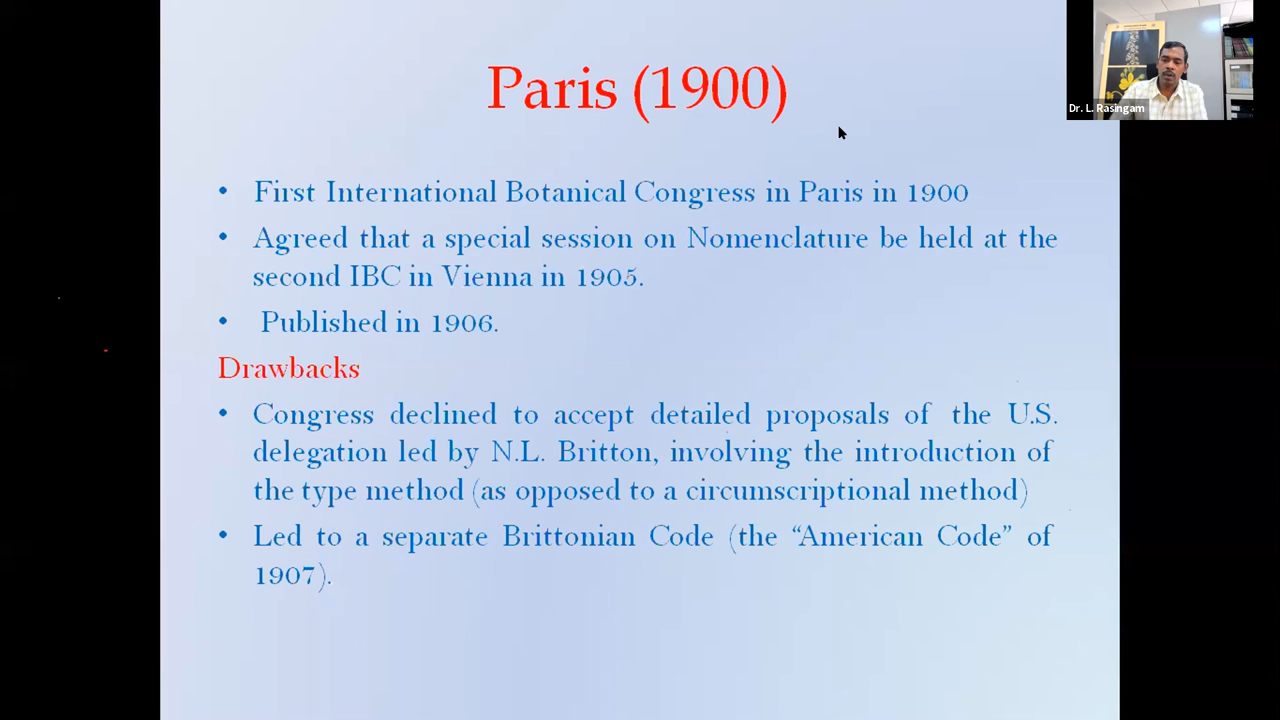 Paris (1900)
Dr. L. Rasingam
• First International Botanical Congress in Paris in 1900
• Agreed that a special session on Nomenclature be held at the
second IBC in Vienna in 1905.
• Published in 1906.
Drawbacks
• Congress declined to accept detailed proposals of the U.S.
delegation led by N.L. Britton, involving the introduction of
the type method (as opposed to a circumscriptional method)
• Led to a separate Brittonian Code (the “American Code” of
1907).